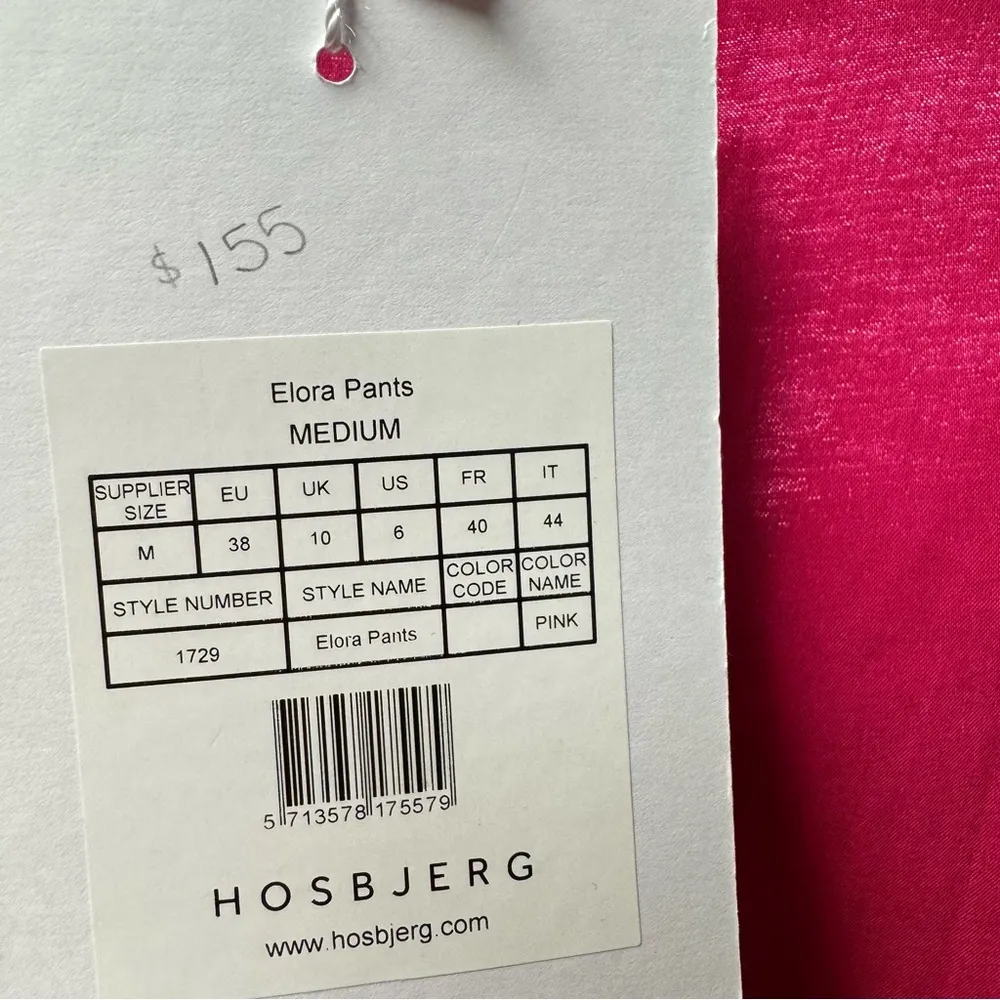 $155
Elora Pants
MEDIUM
SUPPLIER SIZE EU UK US FR IT
M 38 10 6 40 44
STYLE NUMBER STYLE NAME COLOR CODE COLOR NAME
1729 Elora Pants PINK
5 713578 175579
HOSBJERG
www.hosbjerg.com